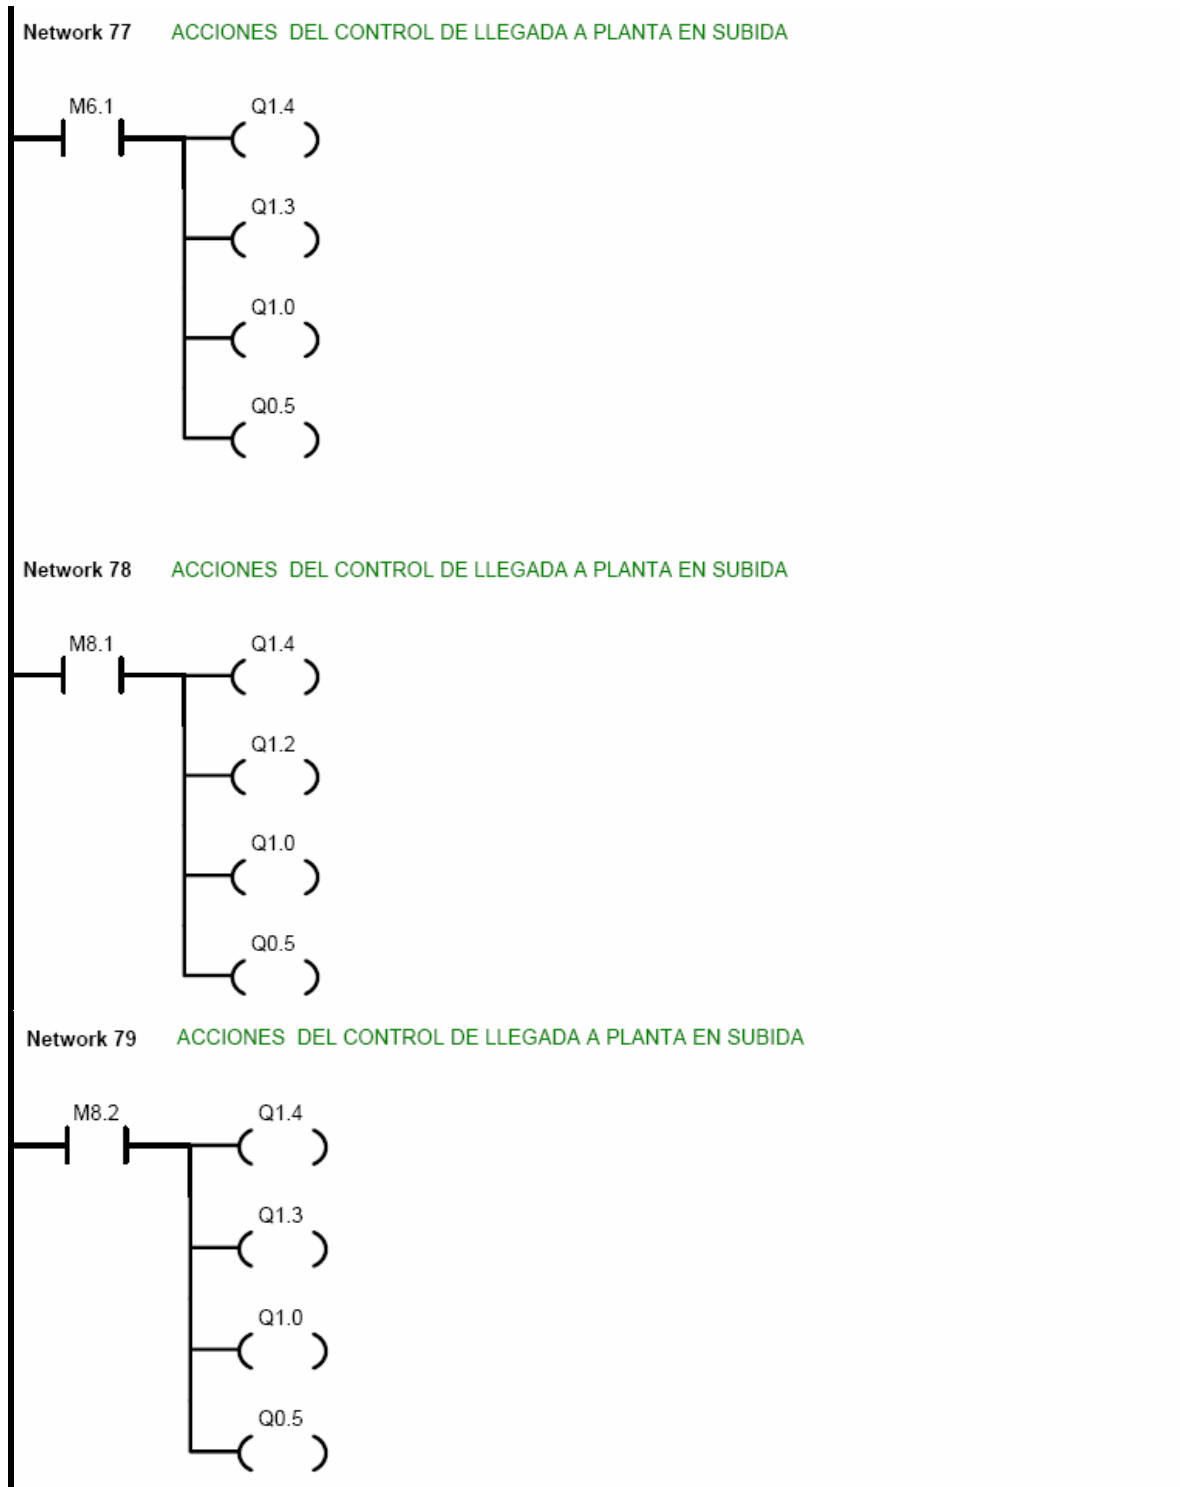 Network 77 ACCIONES DEL CONTROL DE LLEGADA A PLANTA EN SUBIDA
M6.1 Q1.4
Q1.3
Q1.0
Q0.5
Network 78 ACCIONES DEL CONTROL DE LLEGADA A PLANTA EN SUBIDA
M8.1 Q1.4
Q1.2
Q1.0
Q0.5
Network 79 ACCIONES DEL CONTROL DE LLEGADA A PLANTA EN SUBIDA
M8.2 Q1.4
Q1.3
Q1.0
Q0.5